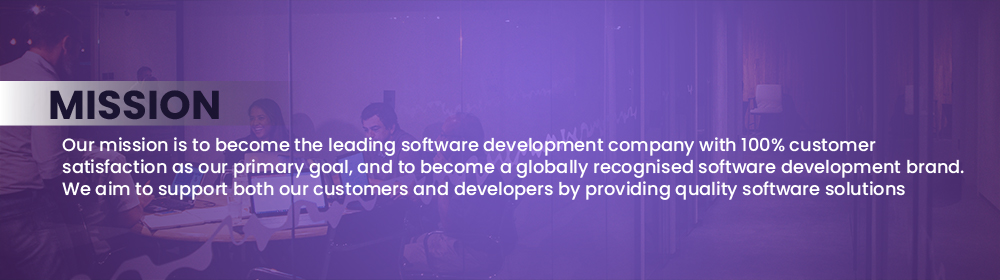 MISSION
Our mission is to become the leading software development company with 100% customer
satisfaction as our primary goal, and to become a globally recognised software development brand.
We aim to support both our customers and developers by providing quality software solutions